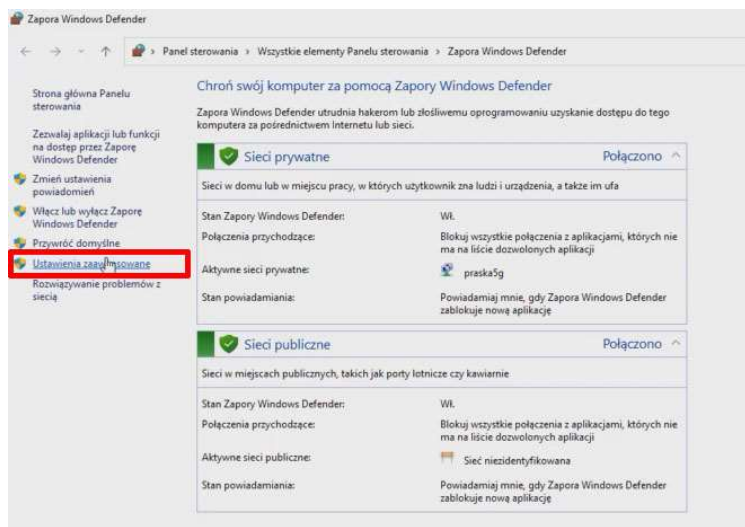 Zapora Windows Defender
Panel sterowania > Wszystkie elementy Panelu sterowania > Zapora Windows Defender
Strona główna Panelu
sterowania
Zezwalaj aplikacji lub funkcji
na dostęp przez Zaporę
Windows Defender
Zmień ustawienia
powiadomień
Włącz lub wyłącz Zaporę
Windows Defender
Przywróć domyślne
Ustawienia zaawansowane
Rozwiązywanie problemów z
siecią
Chroń swój komputer za pomocą Zapory Windows Defender
Zapora Windows Defender utrudnia hakerom lub złośliwemu oprogramowaniu uzyskanie dostępu do tego
komputera za pośrednictwem Internetu lub sieci.
Sieci prywatne Połączono
Sieci w domu lub w miejscu pracy, w których użytkownik zna ludzi i urządzenia, a także im ufa
Stan Zapory Windows Defender: Wł.
Połączenia przychodzące: Blokuj wszystkie połączenia z aplikacjami, których nie
ma na liście dozwolonych aplikacji
Aktywne sieci prywatne: praska5g
Stan powiadamiania: Powiadamiaj mnie, gdy Zapora Windows Defender
zablokuje nową aplikację
Sieci publiczne Połączono
Sieci w miejscach publicznych, takich jak porty lotnicze czy kawiarnie
Stan Zapory Windows Defender: Wł.
Połączenia przychodzące: Blokuj wszystkie połączenia z aplikacjami, których nie
ma na liście dozwolonych aplikacji
Aktywne sieci publiczne: Sieć niezidentyfikowana
Stan powiadamiania: Powiadamiaj mnie, gdy Zapora Windows Defender
zablokuje nową aplikację